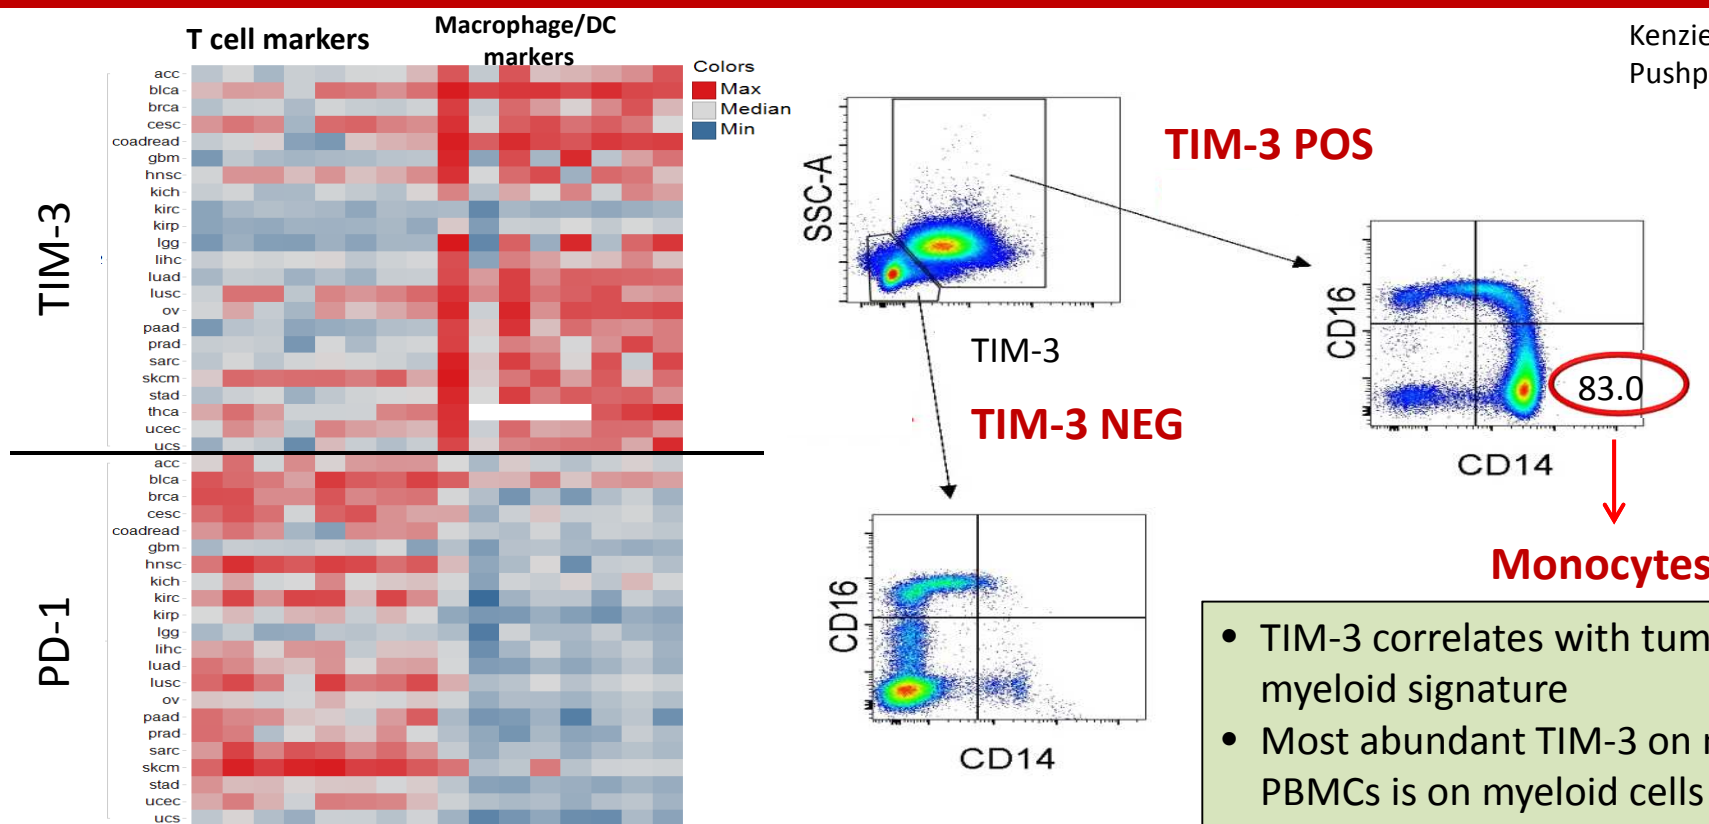 T cell markers
Macrophage/DC
markers
Kenzie
Pushp
Colors
Max
Median
Min
TIM-3
acc
blca
brca
cesc
coadread
gbm
hnsc
kich
kirc
kirp
lgg
lihc
luad
lusc
ov
paad
prad
sarc
skcm
stad
thca
ucec
ucs
PD-1
acc
blca
brca
cesc
coadread
gbm
hnsc
kich
kirc
kirp
lgg
lihc
luad
lusc
ov
paad
prad
sarc
skcm
stad
ucec
ucs
SSC-A
TIM-3
TIM-3 POS
TIM-3 NEG
CD16
83.0
CD14
CD16
CD14
Monocytes
• TIM-3 correlates with tum
myeloid signature
• Most abundant TIM-3 on
PBMCs is on myeloid cells